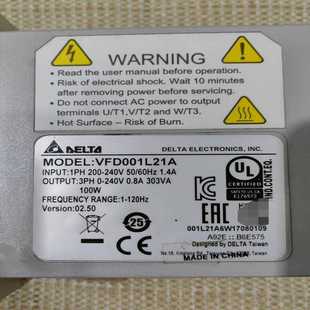 WARNING
Read the user manual before operation.
Risk of electrical shock. Wait 10 minutes
after removing power before servicing.
Do not connect AC power to output
terminals U/T1,V/T2 and W/T3.
Hot Surface - Risk of Burn.
DELTA
DELTA ELECTRONICS, INC.
MODEL:VFD001L21A
INPUT:1PH 200-240V 50/60Hz 1.4A
OUTPUT:3PH 0-240V 0.8A 303VA
100W
FREQUENCY RANGE:1-120Hz
Version:02.50
25
UL
LISTED
IND.CONT.EQ.
EAC
001L21A6W17080109
Designed by DELTA Taiwan
MADE IN CHINA